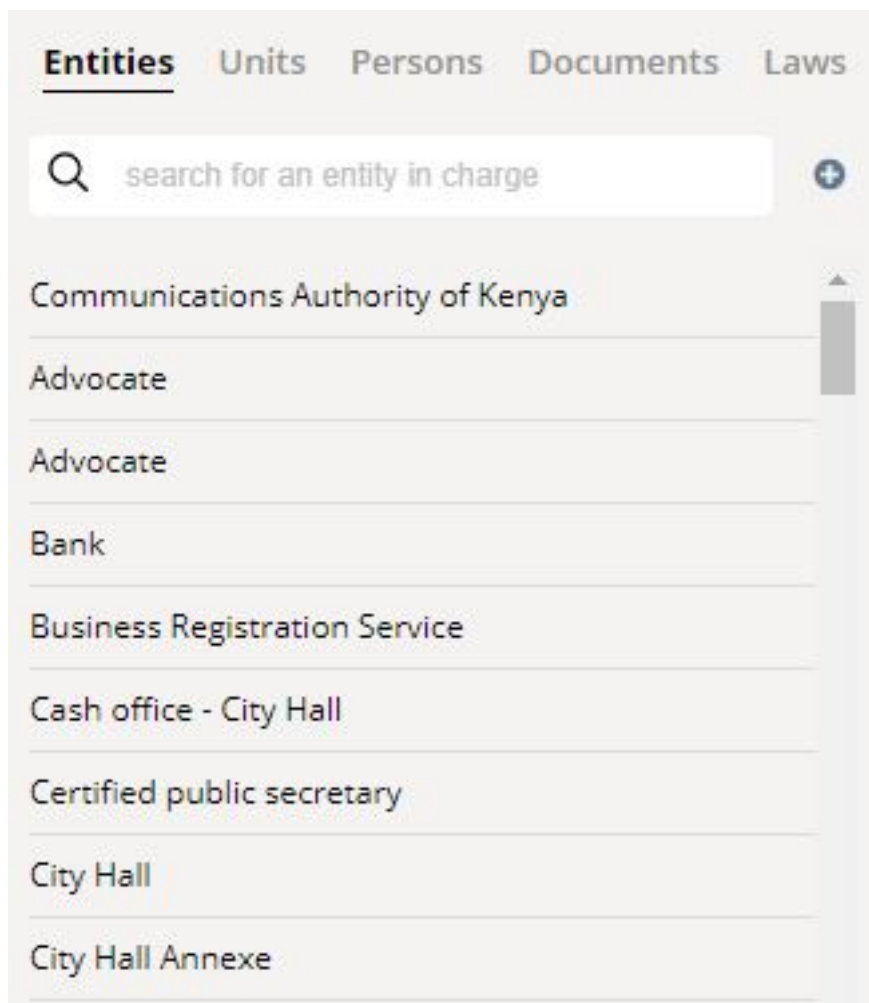 Entities Units Persons Documents Laws
search for an entity in charge
Communications Authority of Kenya
Advocate
Advocate
Bank
Business Registration Service
Cash office - City Hall
Certified public secretary
City Hall
City Hall Annexe